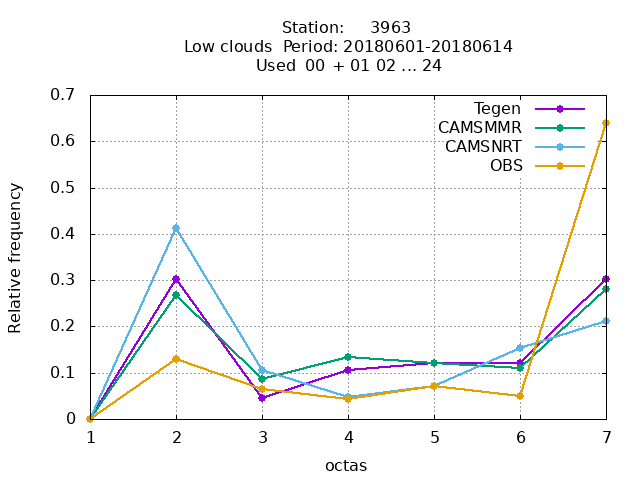 Station: 3963
Low clouds Period: 20180601-20180614
Used 00 + 01 02 ... 24
Relative frequency
0.7
0.6
0.5
0.4
0.3
0.2
0.1
0
Tegen
CAMSMMR
CAMSNRT
OBS
1 2 3 4 5 6 7
octas